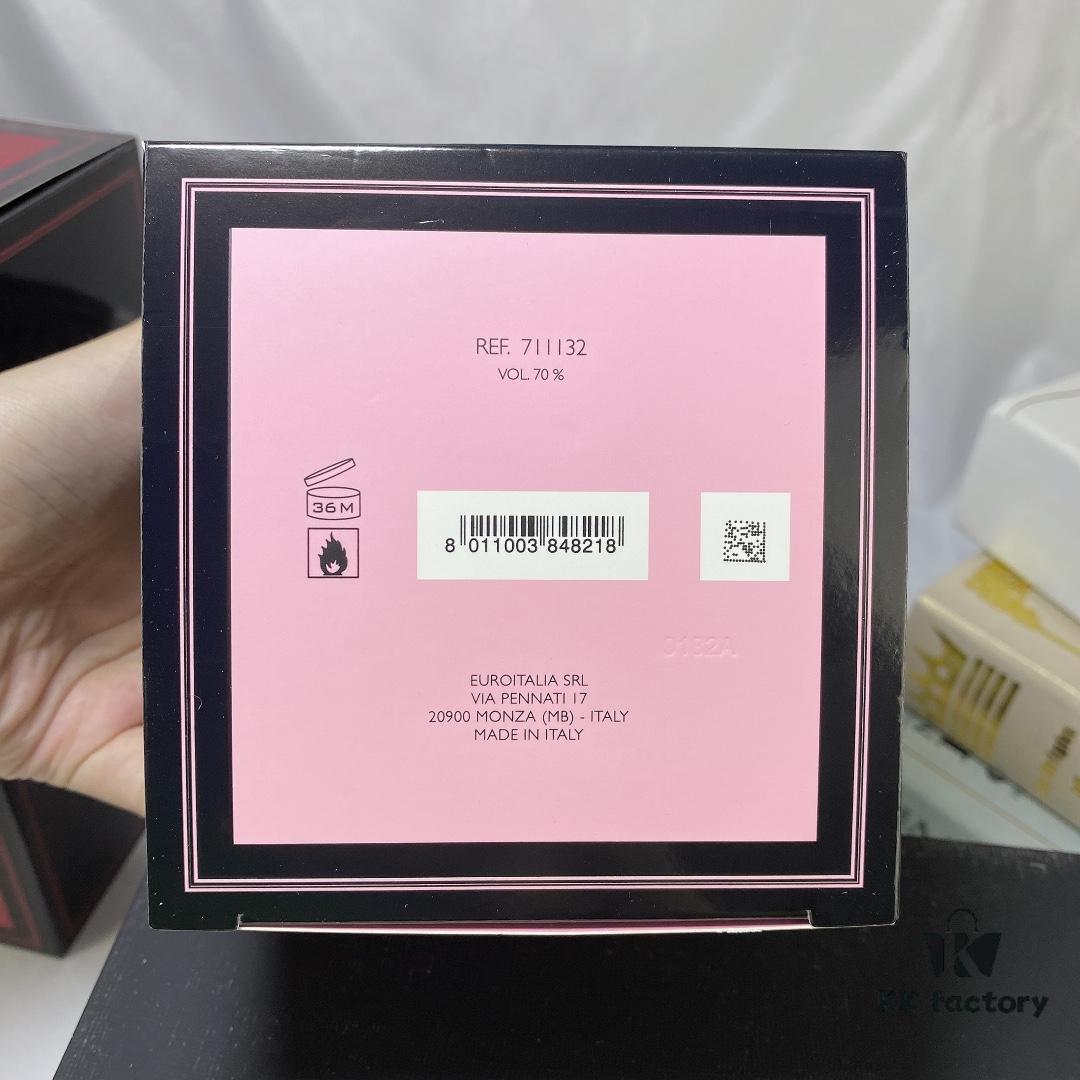 REF. 711132
VOL. 70 %
36 M
8 011003 848218
9182A
EUROITALIA SRL
VIA PENNATI 17
20900 MONZA (MB) - ITALY
MADE IN ITALY
KK factory